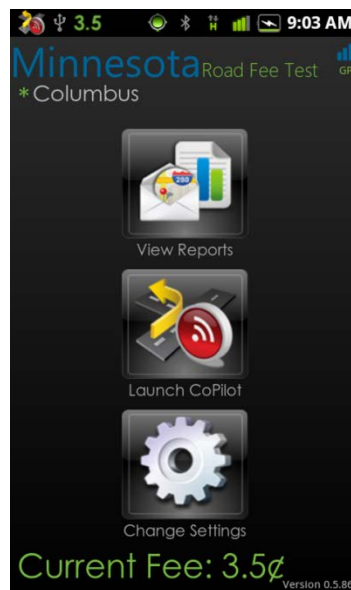 3.5 H 9:03 AM
Minnesota Road Fee Test
GP
*Columbus
250
View Reports
Launch CoPilot
Change Settings
Current Fee: 3.5¢
Version 0.5.86